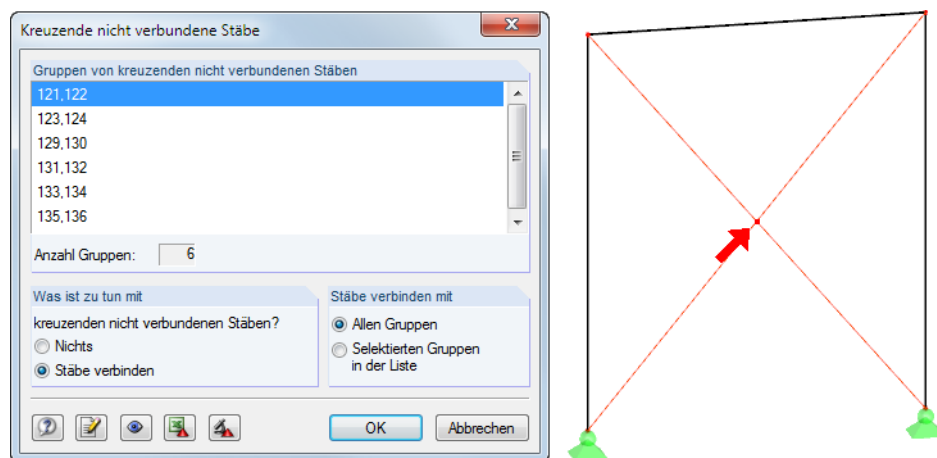 Kreuzende nicht verbundene Stäbe
Gruppen von kreuzenden nicht verbundenen Stäben
121,122
123,124
129,130
131,132
133,134
135,136
Anzahl Gruppen: 6
Was ist zu tun mit
kreuzenden nicht verbundenen Stäben?
Nichts
Stäbe verbinden
Stäbe verbinden mit
Allen Gruppen
Selektierten Gruppen
in der Liste
OK
Abbrechen